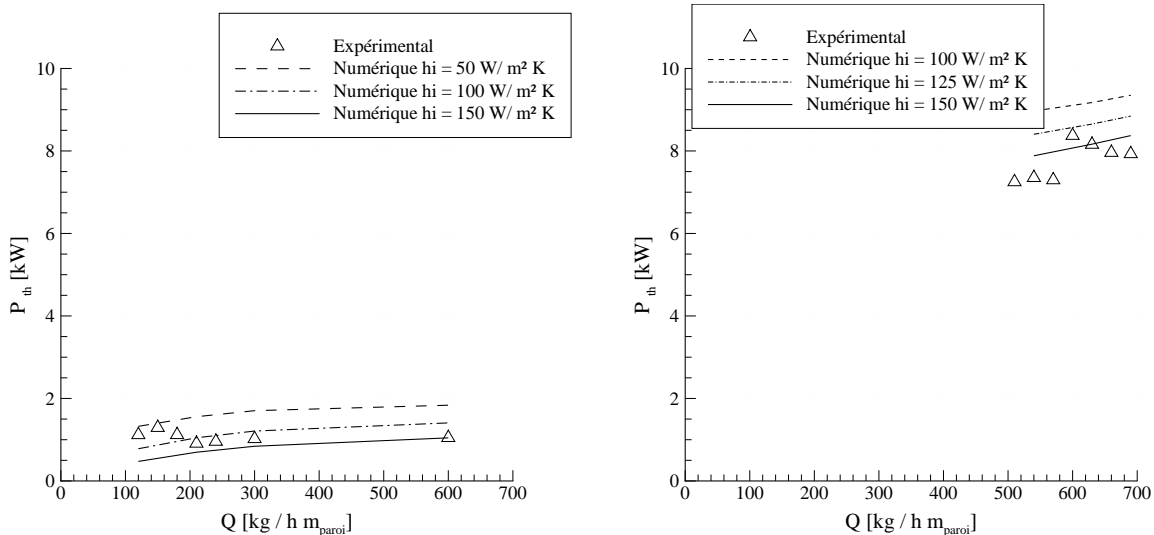 Expérimental
Numérique hi = 50 W/ m² K
Numérique hi = 100 W/ m² K
Numérique hi = 150 W/ m² K
10
8
6
4
2
0
P th [kW]
0 100 200 300 400 500 600 700
Q [kg / h m paroi]
Expérimental
Numérique hi = 100 W/ m² K
Numérique hi = 125 W/ m² K
Numérique hi = 150 W/ m² K
10
8
6
4
2
0
P th [kW]
0 100 200 300 400 500 600 700
Q [kg / h m paroi]